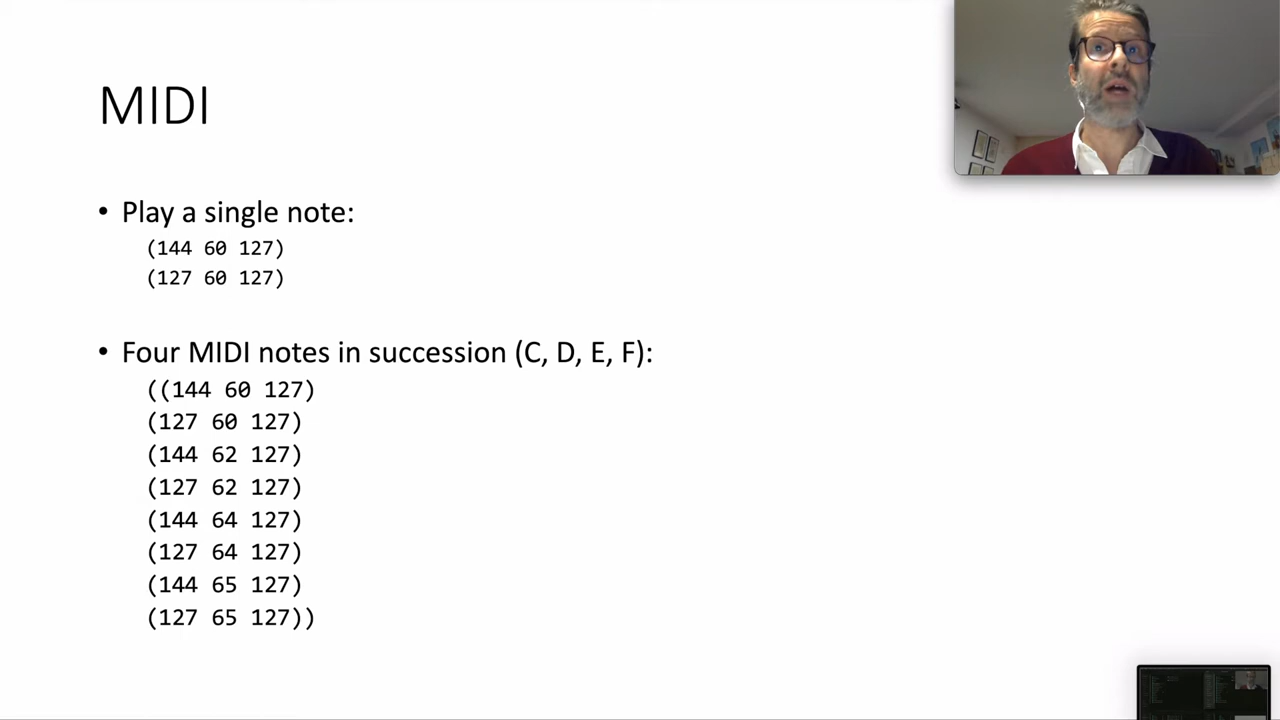 MIDI
• Play a single note:
(144 60 127)
(127 60 127)
• Four MIDI notes in succession (C, D, E, F):
((144 60 127)
(127 60 127)
(144 62 127)
(127 62 127)
(144 64 127)
(127 64 127)
(144 65 127)
(127 65 127))